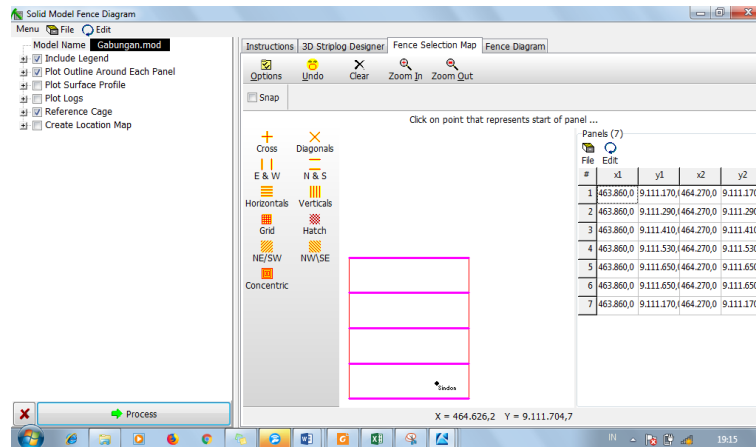 Solid Model Fence Diagram
Menu File Edit
Model Name Gabungan.mod
Include Legend
Plot Outline Around Each Panel
Plot Surface Profile
Plot Logs
Reference Cage
Create Location Map
Process
Instructions 3D Striplog Designer Fence Selection Map Fence Diagram
Options Undo Clear Zoom In Zoom Out
Snap
Click on point that represents start of panel ...
Cross Diagonals
E & W N & S
Horizontals Verticals
Grid Hatch
NE/SW NW\SE
Concentric
Sindon
Panels (7)
File Edit
# x1 y1 x2 y2
1 463.860,0 9.111.170,( 464.270,0 9.111.170
2 463.860,0 9.111.290,( 464.270,0 9.111.290
3 463.860,0 9.111.410,( 464.270,0 9.111.410
4 463.860,0 9.111.530,( 464.270,0 9.111.530
5 463.860,0 9.111.650,( 464.270,0 9.111.650
6 463.860,0 9.111.650,( 464.270,0 9.111.650
7 463.860,0 9.111.170,( 464.270,0 9.111.170
X = 464.626,2 Y = 9.111.704,7
IN 19:15